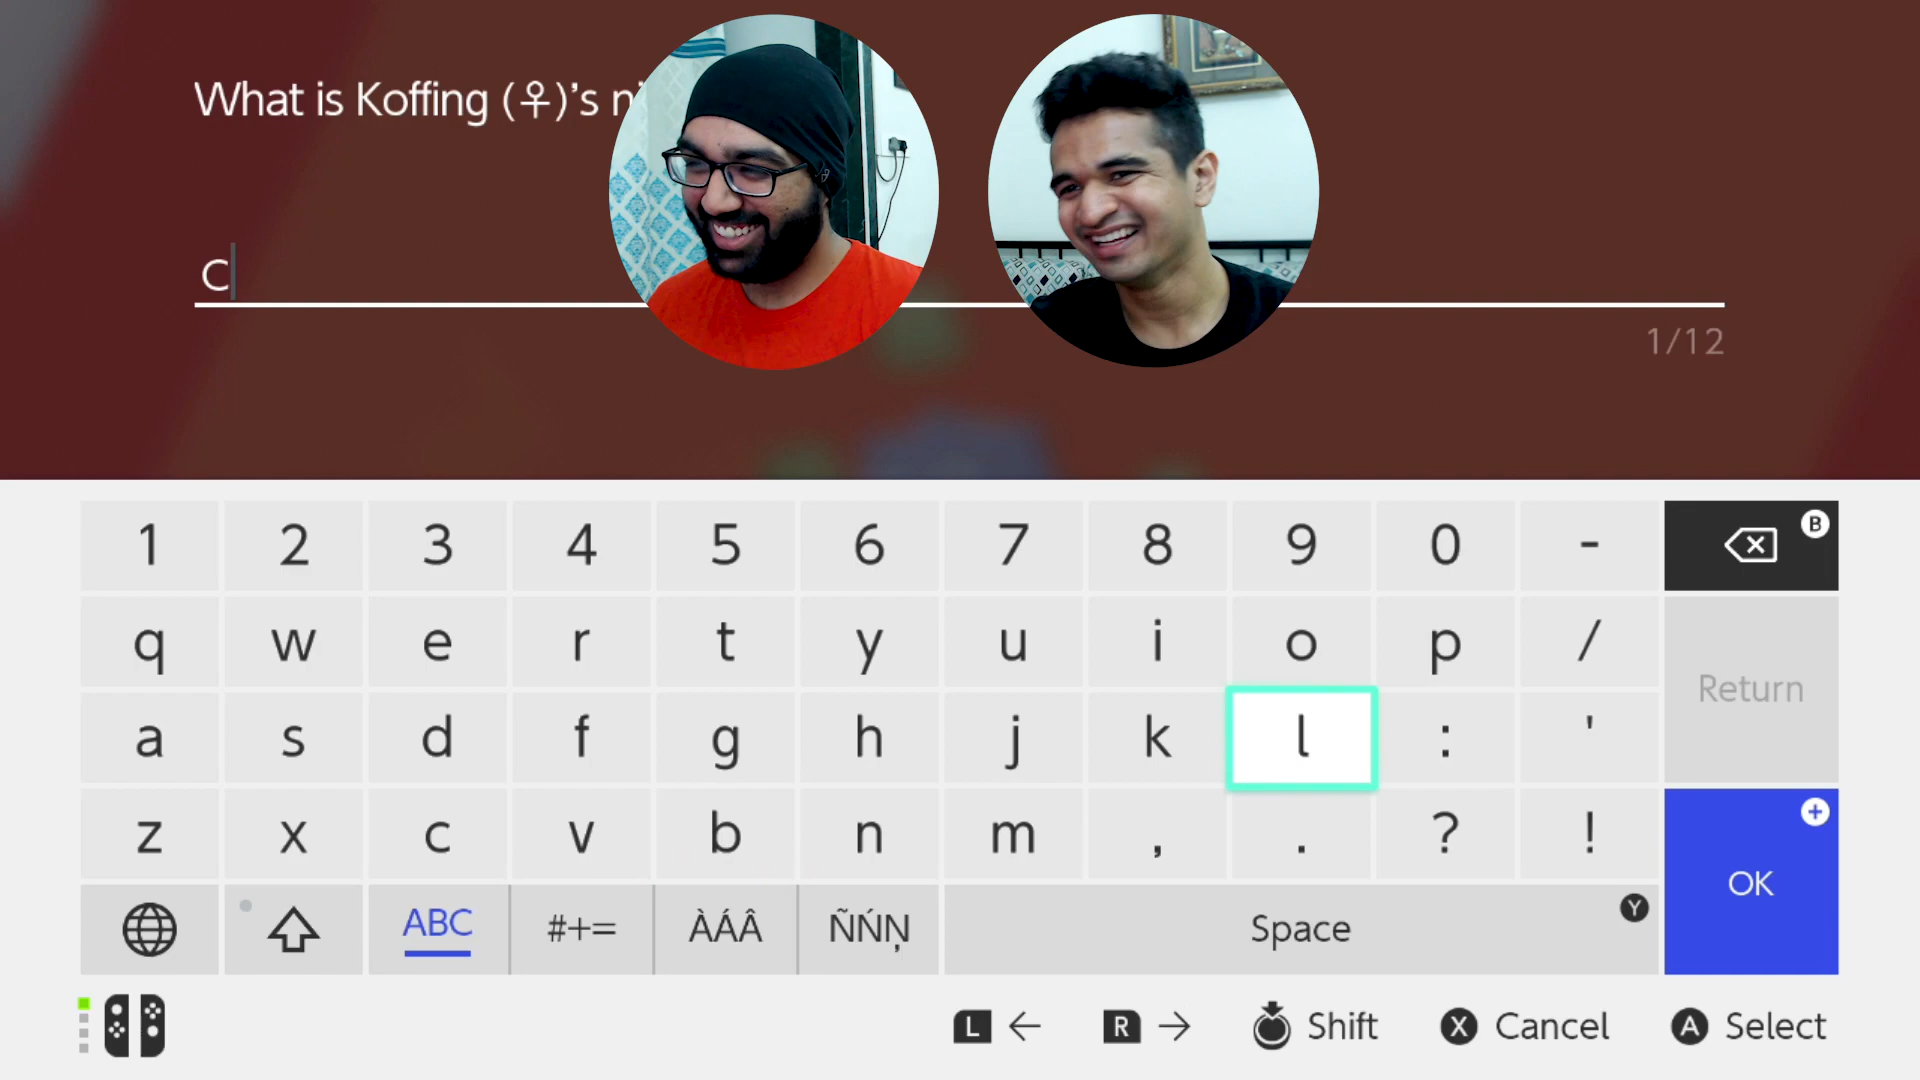 What is Koffing (♀)'s
C
1/12
1 2 3 4 5 6 7 8 9 0 -
B
q w e r t y u i o p /
Return
a s d f g h j k l : '
z x c v b n m , . ? !
+
OK
ABC #+= ÀÁÂ ÑŃŅ Space
Y
L ← R → Shift X Cancel A Select